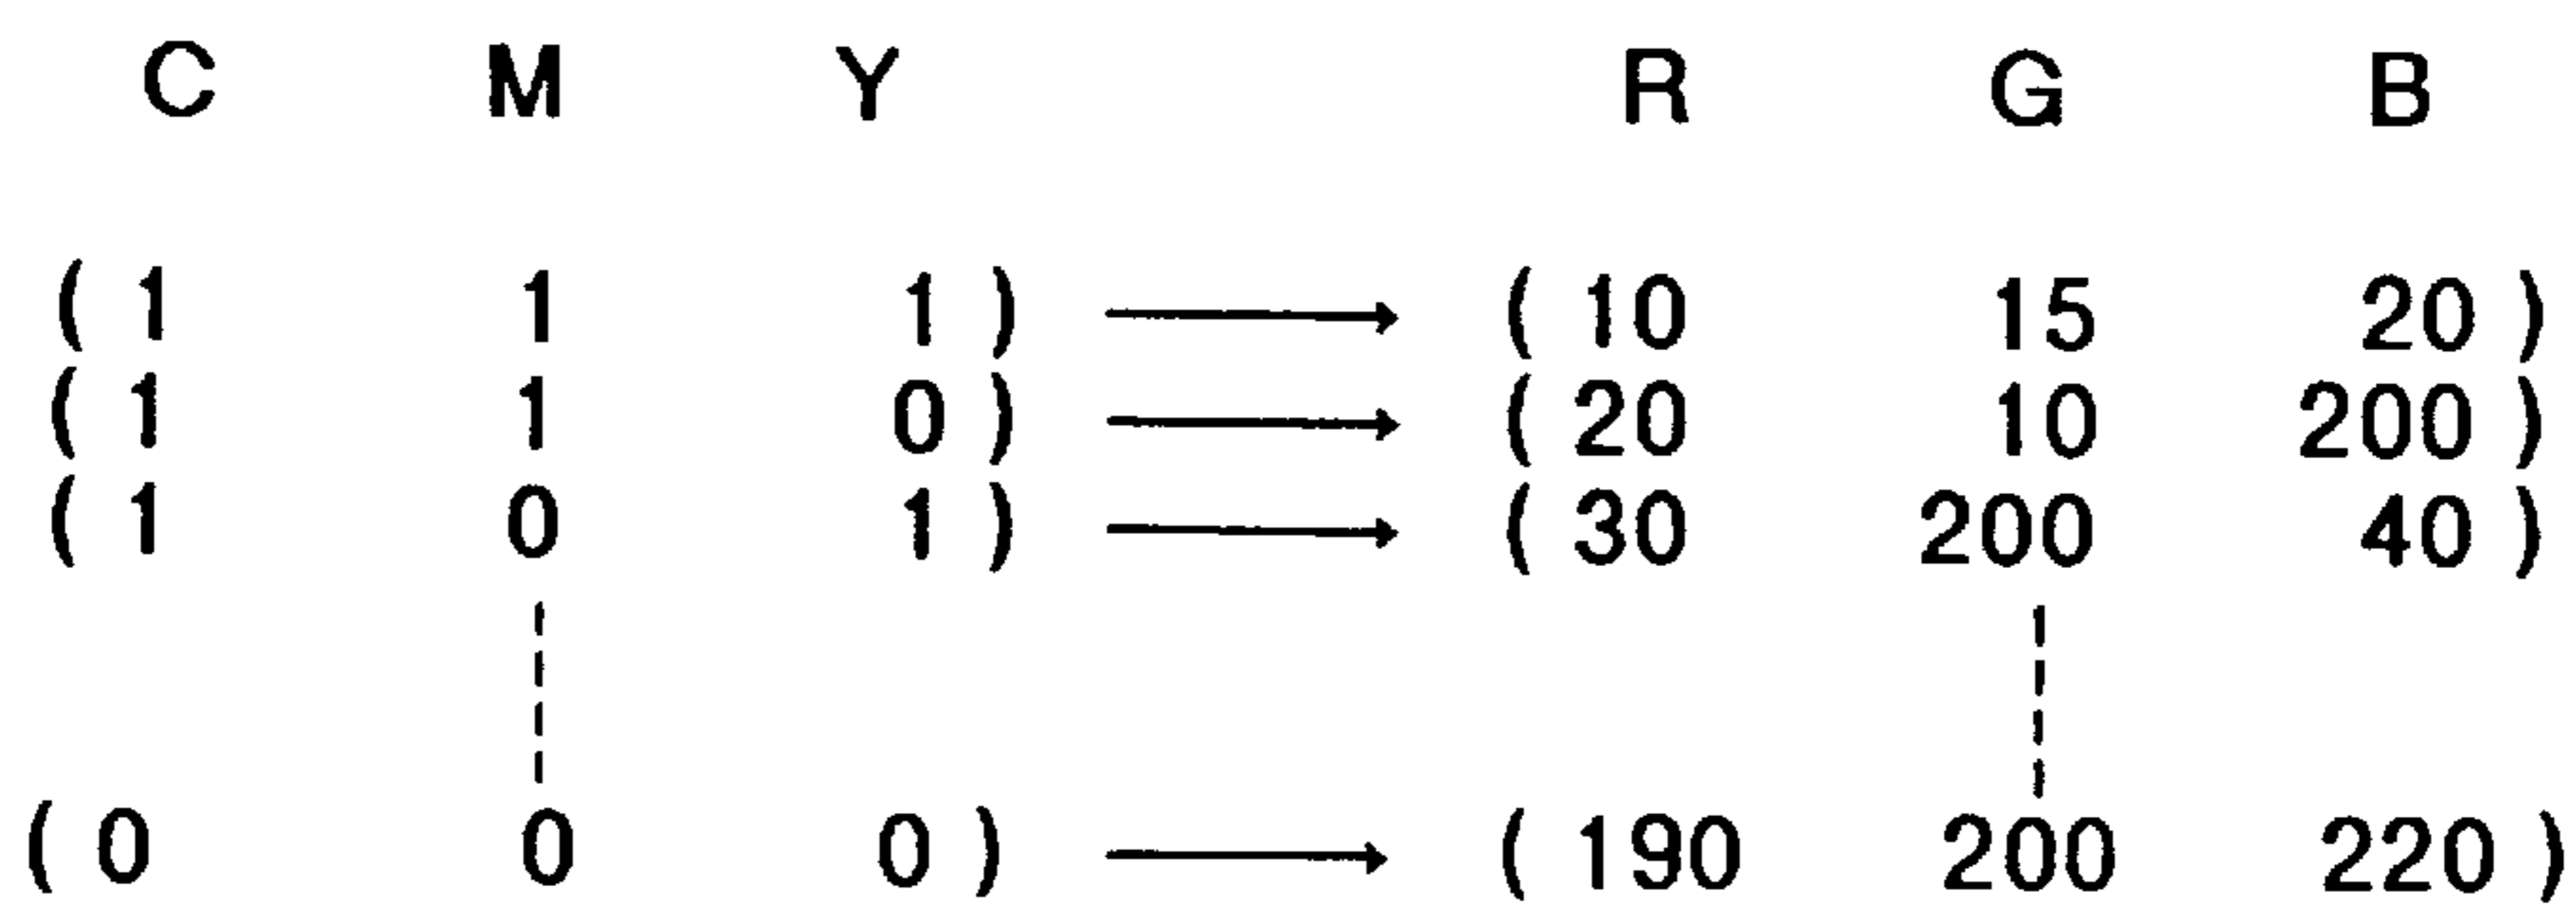 C M Y R G B
( 1 1 1 ) → ( 10 15 20 )
( 1 1 0 ) → ( 20 10 200 )
( 1 0 1 ) → ( 30 200 40 )
( 0 0 0 ) → ( 190 200 220 )